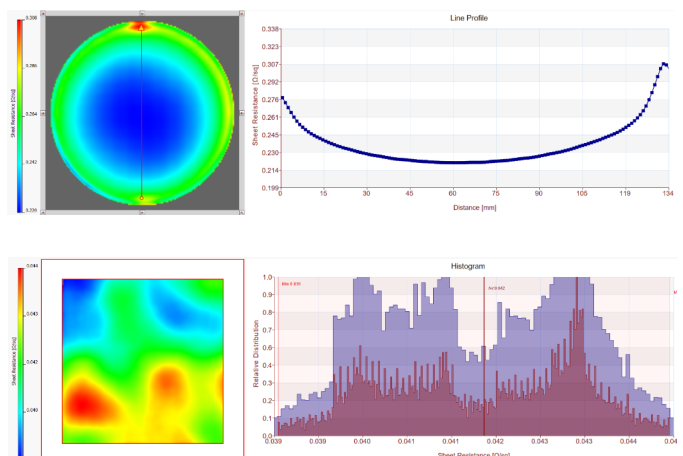 Line Profile
0.306
0.286
0.264
0.242
Sheet Resistance [Ω/sq]
0.338
0.323
0.307
0.292
0.276
0.261
0.245
0.230
0.214
0.199
Sheet Resistance [Ω/sq]
0 15 30 45 60 75 90 105 119 134
Distance [mm]
0.044
0.043
0.042
0.040
Sheet Resistance [Ω/sq]
Histogram
1.0
0.9
0.8
0.7
0.6
0.5
0.4
0.3
0.2
0.1
0.0
Relative Distribution
Av:0.042
0.039 0.039 0.040 0.041 0.041 0.042 0.043 0.043 0.044
Sheet Resistance [Ω/sq]